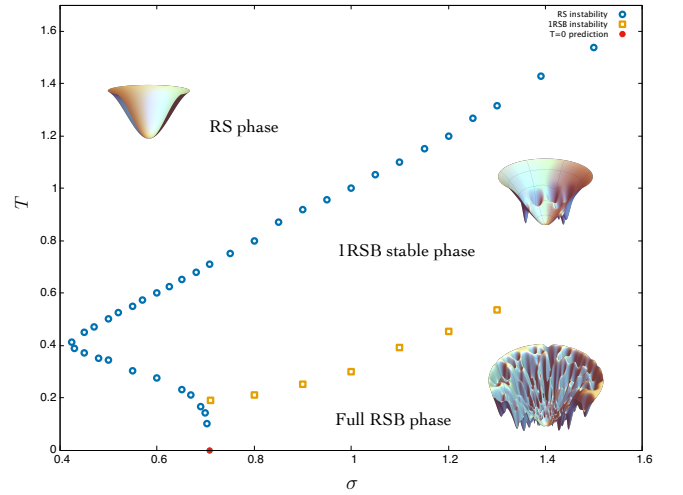 RS instability
1RSB instability
T=0 prediction
RS phase
1RSB stable phase
Full RSB phase
T
1.6
1.4
1.2
1
0.8
0.6
0.4
0.2
0
0.4
0.6
0.8
1
1.2
1.4
1.6
σ